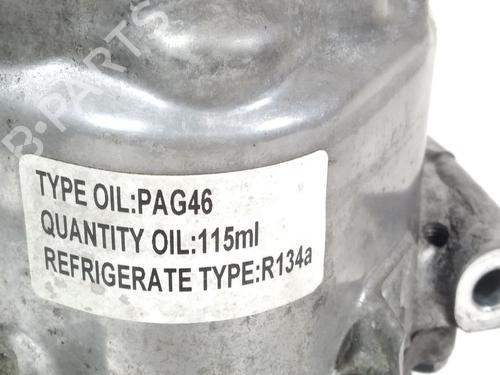 B-PARTS
TYPE OIL:PAG46
QUANTITY OIL:115ml
REFRIGERATE TYPE:R134a